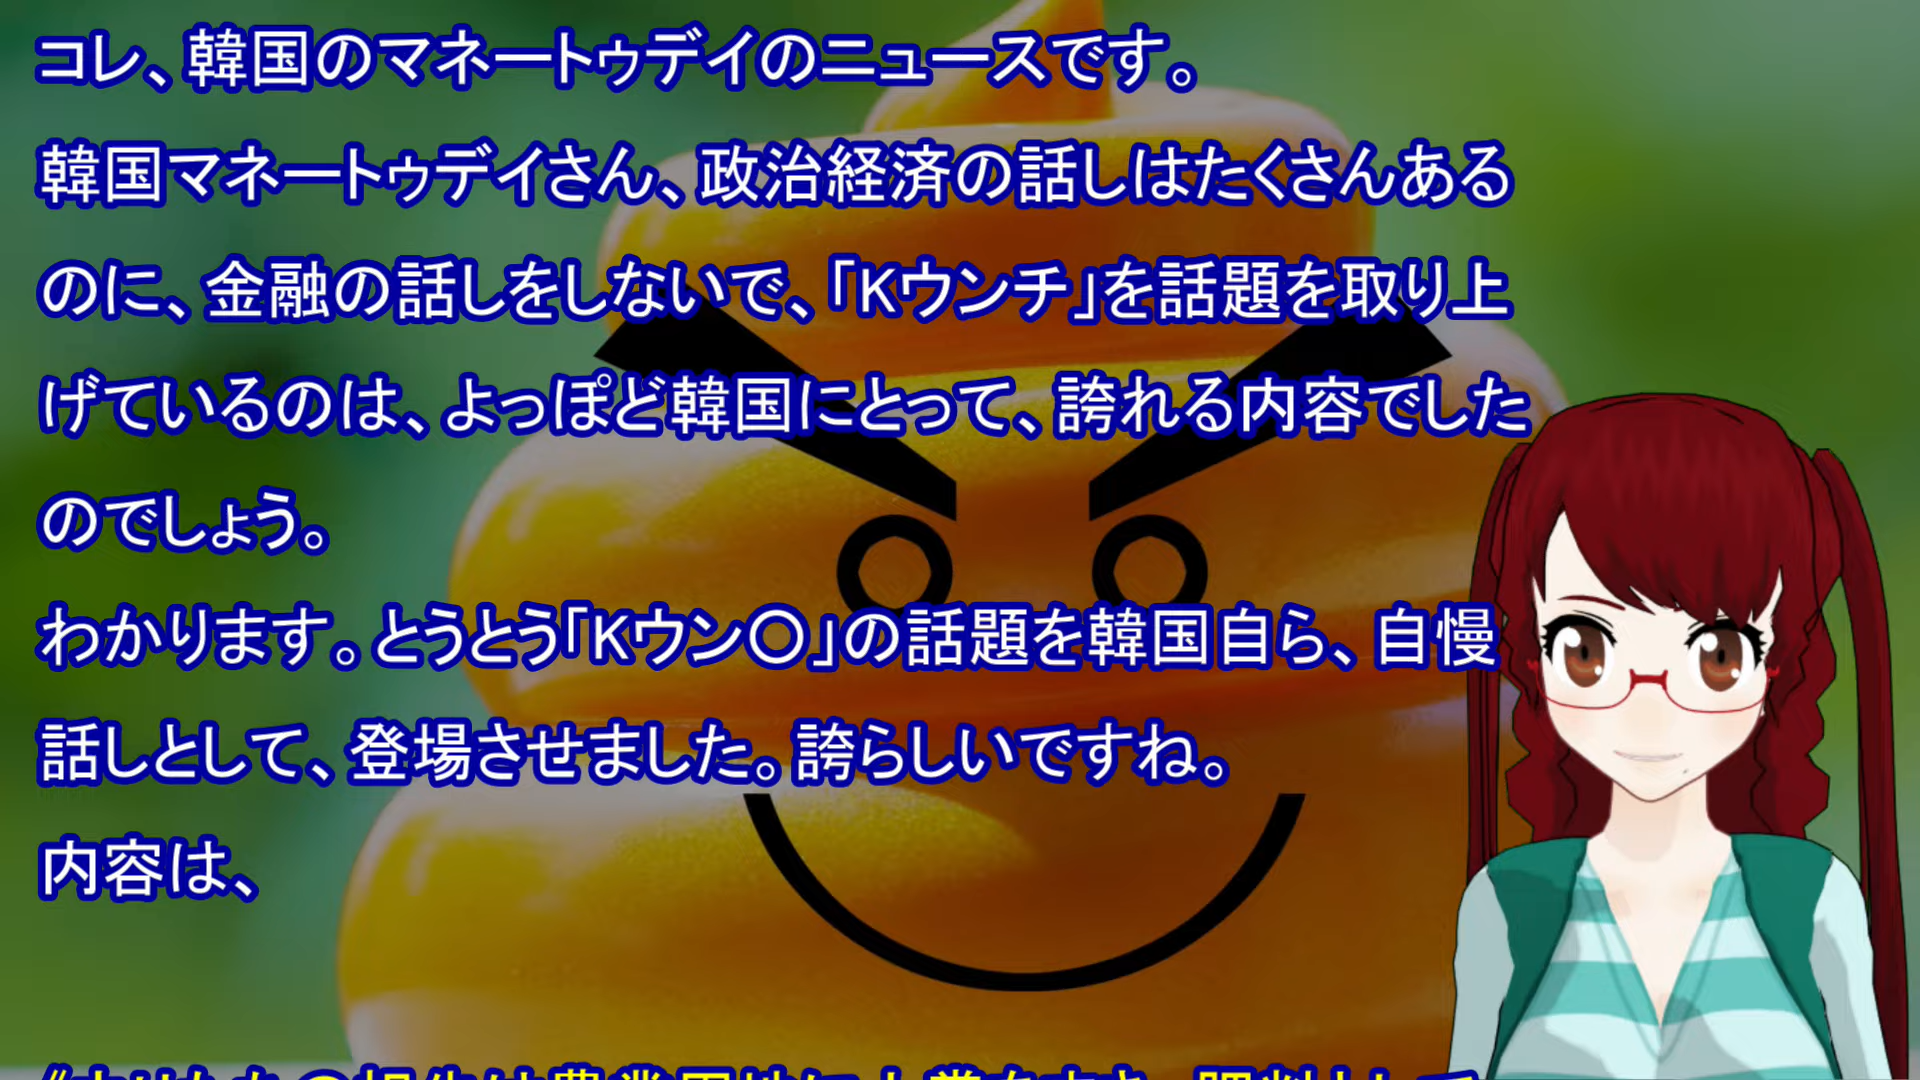 コレ、韓国のマネートゥデイのニュースです。
韓国マネートゥデイさん、政治経済の話しはたくさんある
のに、金融の話しをしないで、「Kウンチ」を話題を取り上
げているのは、よっぽど韓国にとって、誇れる内容でした
のでしょう。
わかります。とうとう「Kウン〇」の話題を韓国自ら、自慢
話しとして、登場させました。誇らしいですね。
内容は、